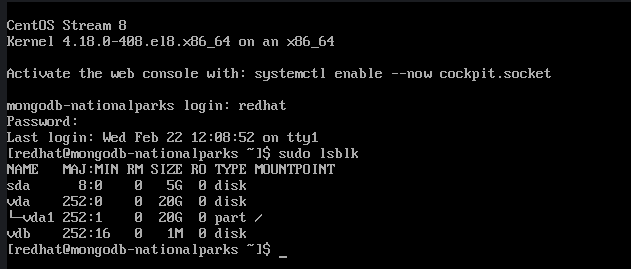 CentOS Stream 8
Kernel 4.18.0-408.el8.x86_64 on an x86_64
Activate the web console with: systemctl enable --now cockpit.socket
mongodb-nationalparks login: redhat
Password:
Last login: Wed Feb 22 12:08:52 on tty1
[redhat@mongodb-nationalparks ~]$ sudo lsblk
NAME   MAJ:MIN RM SIZE RO TYPE MOUNTPOINT
sda      8:0    0   5G  0 disk
vda    252:0    0  20G  0 disk
└─vda1 252:1    0  20G  0 part /
vdb    252:16   0   1M  0 disk
[redhat@mongodb-nationalparks ~]$ _